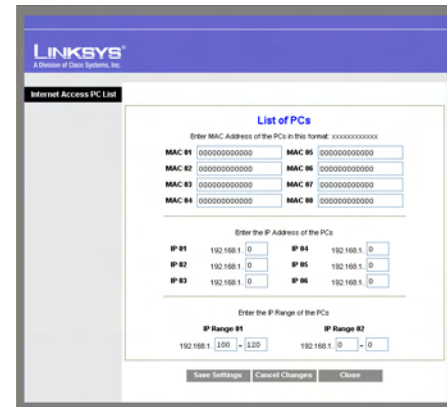 LINKSYS®
A Division of Cisco Systems, Inc.
Internet Access PC List
List of PCs
Enter MAC Address of the PCs in this format: xxxxxxxxxxxx
MAC 01 000000000000 MAC 05 000000000000
MAC 02 000000000000 MAC 06 000000000000
MAC 03 000000000000 MAC 07 000000000000
MAC 04 000000000000 MAC 08 000000000000
Enter the IP Address of the PCs
IP 01 192.168.1. 0 IP 04 192.168.1. 0
IP 02 192.168.1. 0 IP 05 192.168.1. 0
IP 03 192.168.1. 0 IP 06 192.168.1. 0
Enter the IP Range of the PCs
IP Range 01 IP Range 02
192.168.1. 100 ~ 120 192.168.1. 0 ~ 0
Save Settings Cancel Changes Close